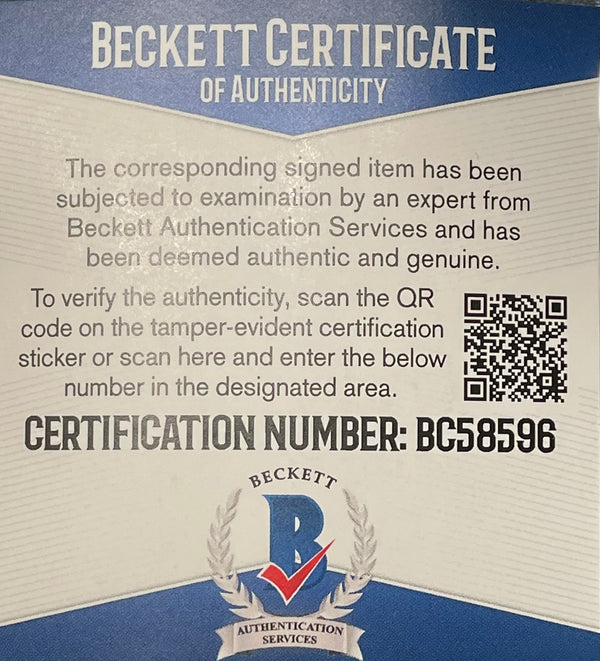 BECKETT CERTIFICATE
OF AUTHENTICITY
The corresponding signed item has been
subjected to examination by an expert from
Beckett Authentication Services and has
been deemed authentic and genuine.
To verify the authenticity, scan the QR
code on the tamper-evident certification
sticker or scan here and enter the below
number in the designated area.
CERTIFICATION NUMBER: BC58596
BECKETT
B
AUTHENTICATION
SERVICES